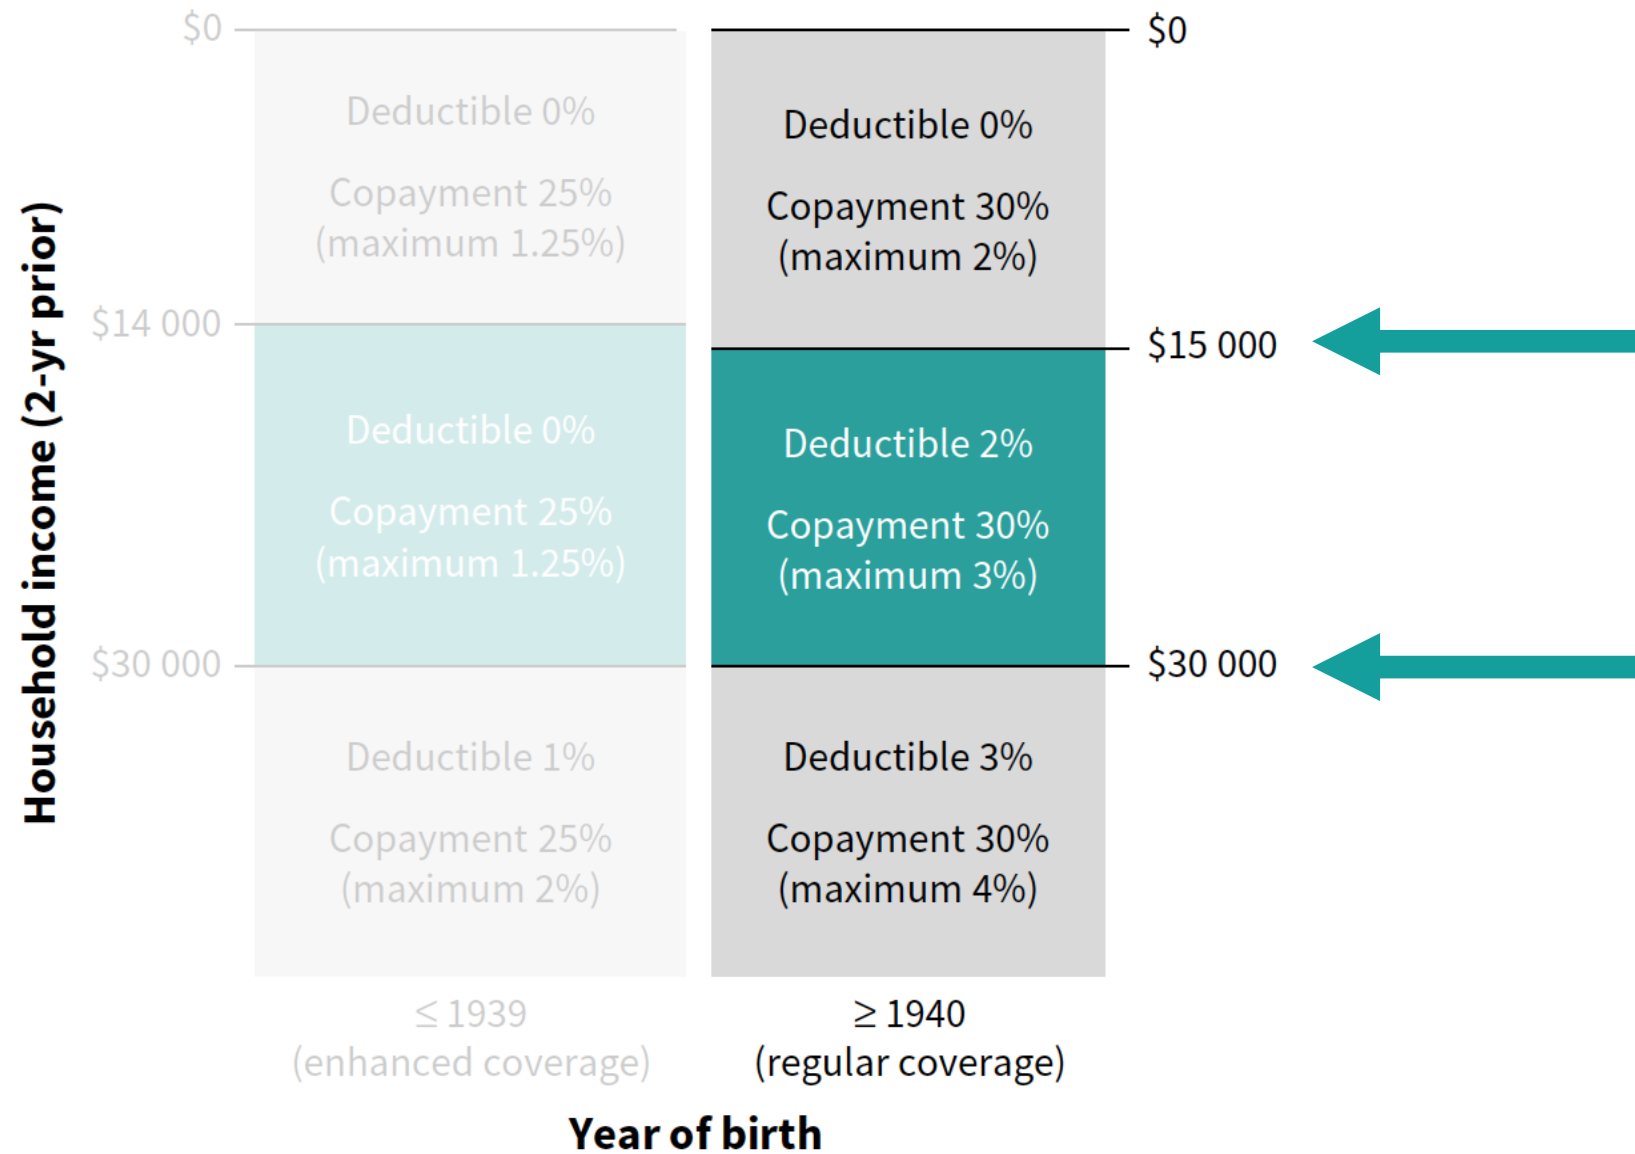 Household income (2-yr prior)
$0
$14 000
$30 000
Deductible 0%
Copayment 25%
(maximum 1.25%)
Deductible 0%
Copayment 25%
(maximum 1.25%)
Deductible 1%
Copayment 25%
(maximum 2%)
≤ 1939
(enhanced coverage)
Deductible 0%
Copayment 30%
(maximum 2%)
Deductible 2%
Copayment 30%
(maximum 3%)
Deductible 3%
Copayment 30%
(maximum 4%)
≥ 1940
(regular coverage)
$0
$15 000
$30 000
Year of birth